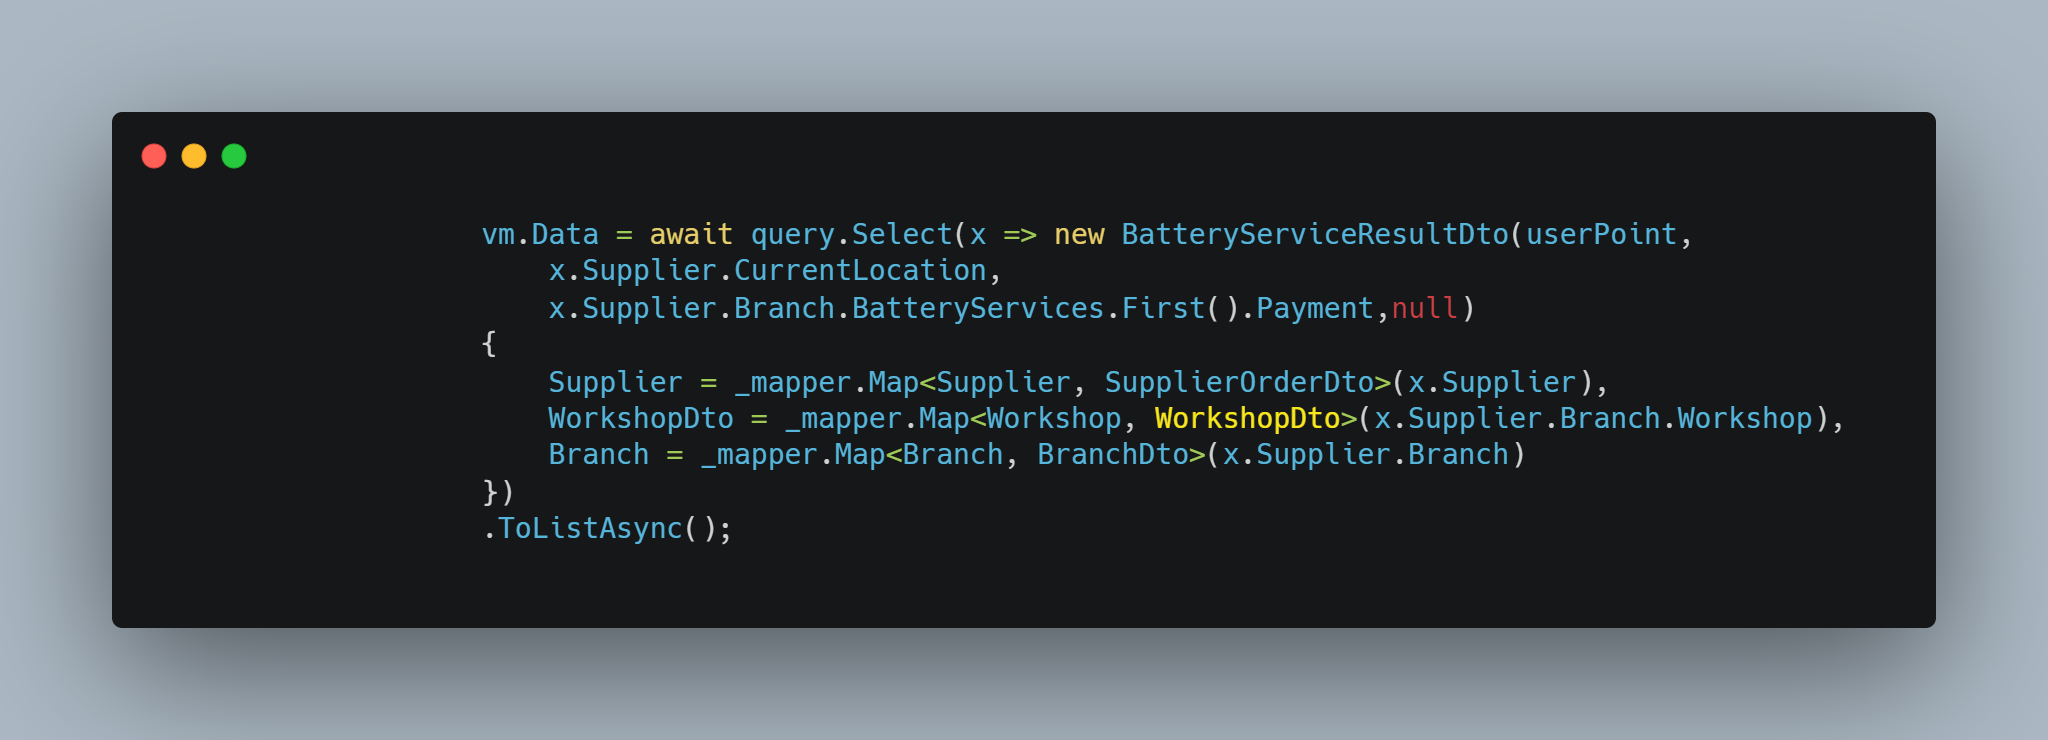 vm.Data = await query.Select(x => new BatteryServiceResultDto(userPoint,
    x.Supplier.CurrentLocation,
    x.Supplier.Branch.BatteryServices.First().Payment,null)
{
    Supplier = _mapper.Map<Supplier, SupplierOrderDto>(x.Supplier),
    WorkshopDto = _mapper.Map<Workshop, WorkshopDto>(x.Supplier.Branch.Workshop),
    Branch = _mapper.Map<Branch, BranchDto>(x.Supplier.Branch)
})
.ToListAsync();